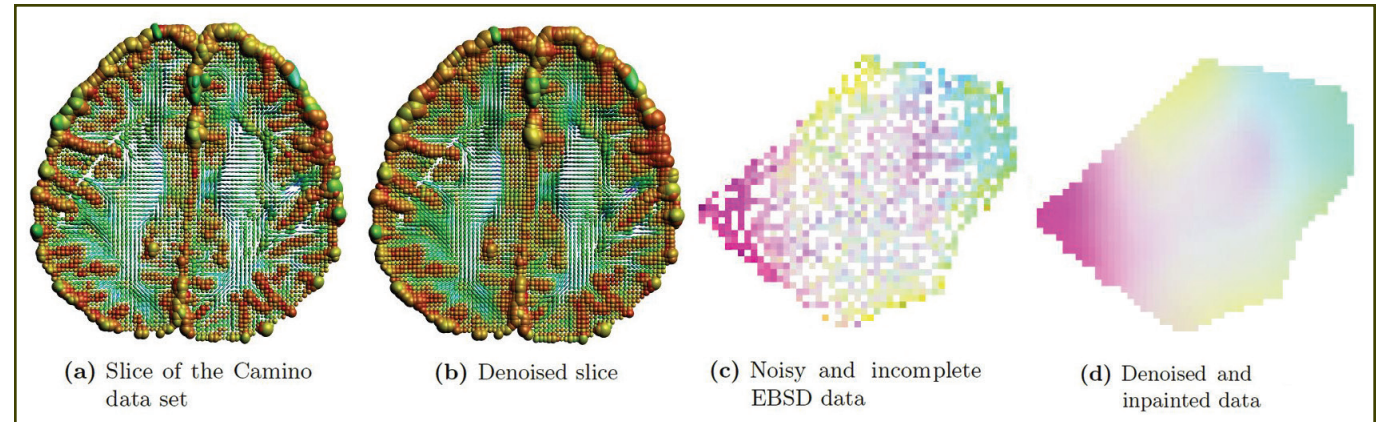 (a) Slice of the Camino
data set
(b) Denoised slice
(c) Noisy and incomplete
EBSD data
(d) Denoised and
inpainted data